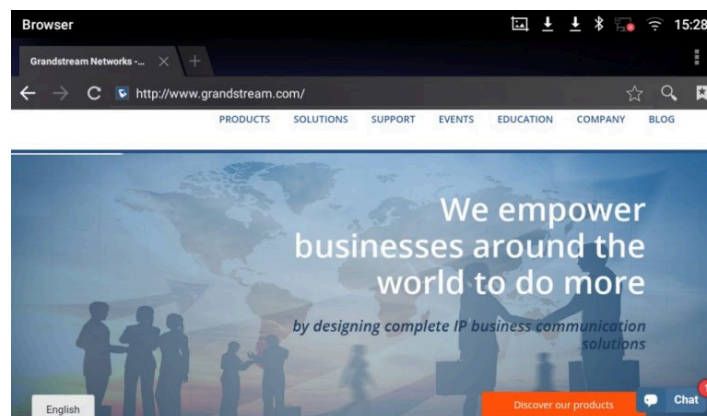 Browser
15:28
Grandstream Networks -...
http://www.grandstream.com/
PRODUCTS SOLUTIONS SUPPORT EVENTS EDUCATION COMPANY BLOG
We empower
businesses around the
world to do more
by designing complete IP business communication
solutions
English
Discover our products
Chat